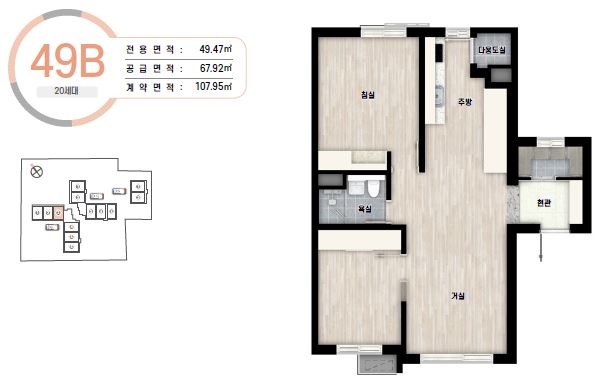 49B
20세대
전 용 면 적 : 49.47㎡
공 급 면 적 : 67.92㎡
계 약 면 적 : 107.95㎡
다용도실
침실
주방
욕실
현관
거실